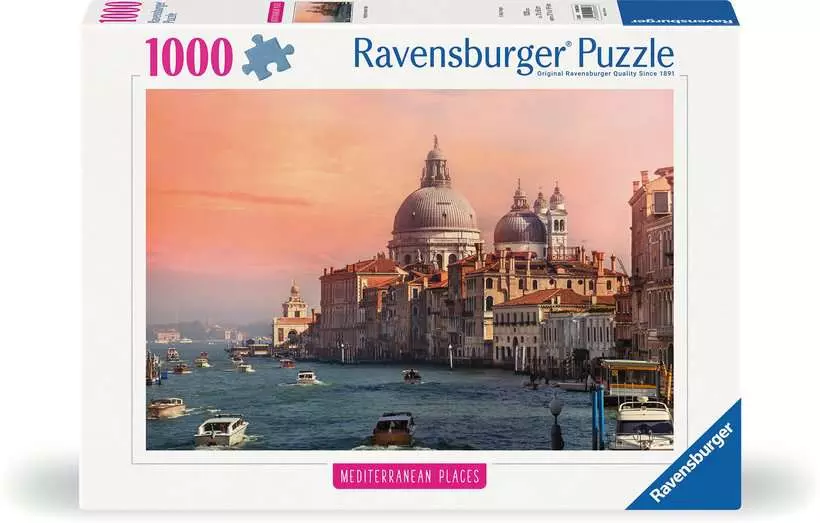 Ravensburger
1000
Ravensburger® Puzzle
Original Ravensburger Quality Since 1891
MEDITERRANEAN PLACES
Ravensburger